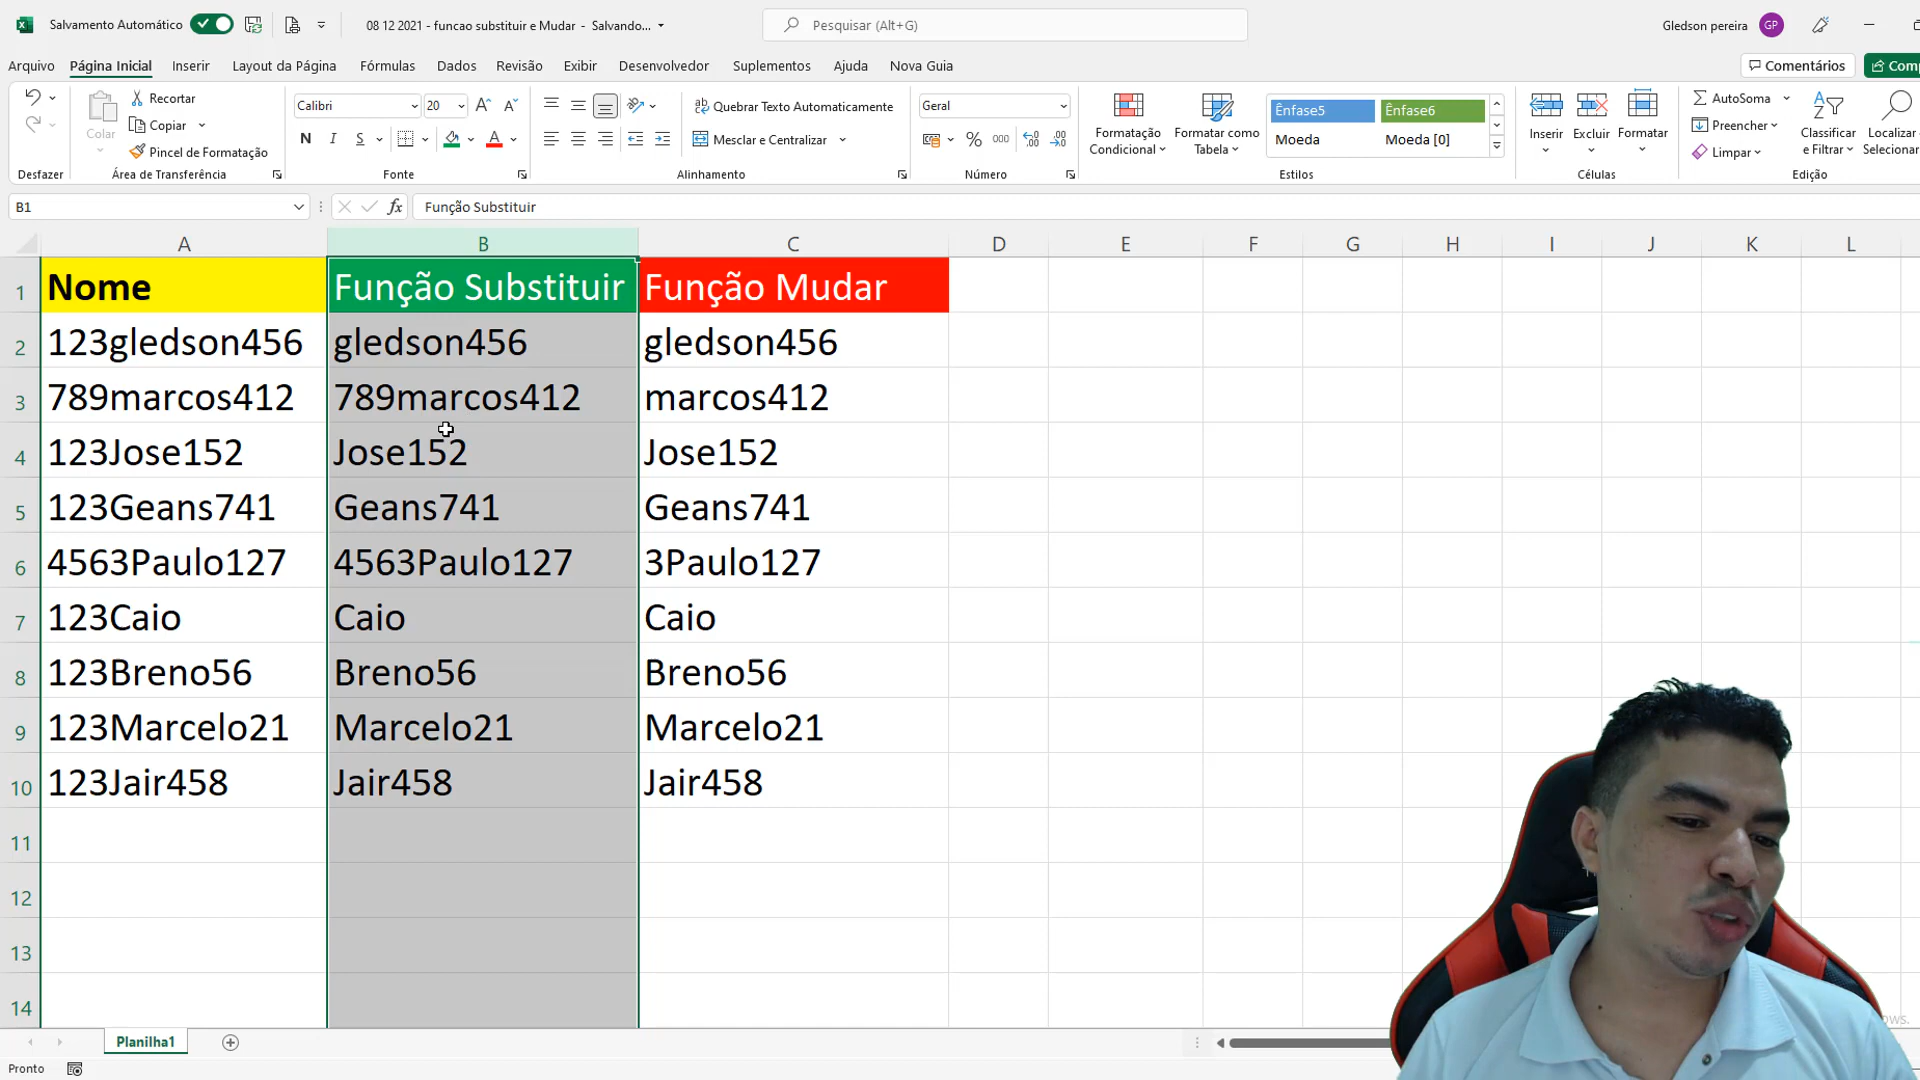 Salvamento Automático
08 12 2021 - funcao substituir e Mudar - Salvando...
Pesquisar (Alt+G)
Gledson pereira
GP
Arquivo Página Inicial Inserir Layout da Página Fórmulas Dados Revisão Exibir Desenvolvedor Suplementos Ajuda Nova Guia
Comentários
Comp
Colar
Recortar
Copiar
Pincel de Formatação
Calibri 20
N I S
Quebrar Texto Automaticamente
Mesclar e Centralizar
Geral
% 000
Formatação Condicional
Formatar como Tabela
Ênfase5 Ênfase6
Moeda Moeda [0]
Inserir Excluir Formatar
AutoSoma
Preencher
Limpar
Classificar e Filtrar
Localizar
Selecionar
Desfazer Área de Transferência Fonte Alinhamento Número Estilos Células Edição
B1 fx Função Substituir
A B C D E F G H I J K L
1 Nome Função Substituir Função Mudar
2 123gledson456 gledson456 gledson456
3 789marcos412 789marcos412 marcos412
4 123Jose152 Jose152 Jose152
5 123Geans741 Geans741 Geans741
6 4563Paulo127 4563Paulo127 3Paulo127
7 123Caio Caio Caio
8 123Breno56 Breno56 Breno56
9 123Marcelo21 Marcelo21 Marcelo21
10 123Jair458 Jair458 Jair458
11
12
13
14
Planilha1
Pronto